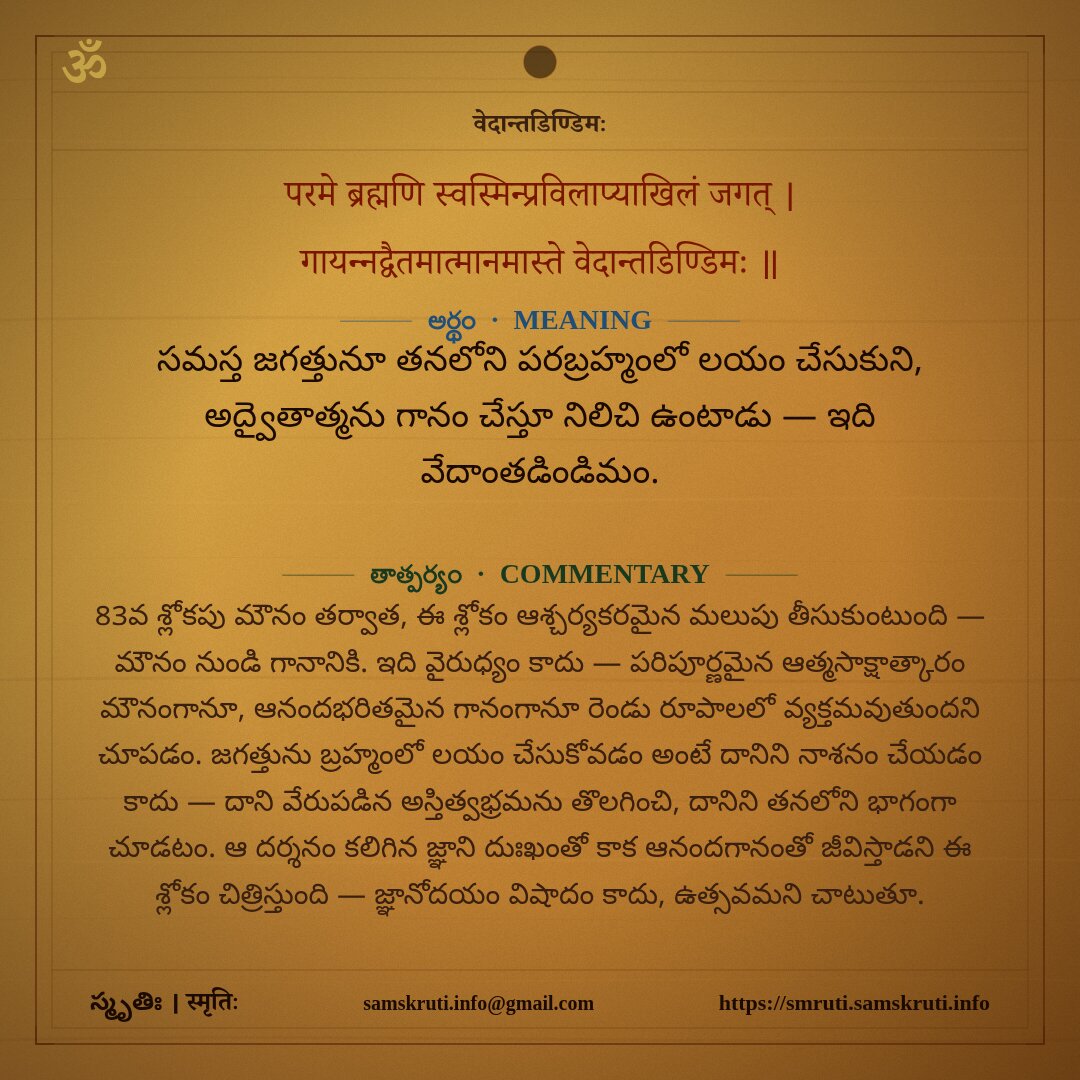 ॐ
वेदान्तडिण्डिमः
परमे ब्रह्मणि स्वस्मिन्प्रविलाप्याखिलं जगत् |
गायन्नद्वैतमात्मानमास्ते वेदान्तडिण्डिमः ||
అర్థం · MEANING
సమస్త జగత్తునూ తనలోని పరబ్రహ్మంలో లయం చేసుకుని,
అద్వైతాత్మను గానం చేస్తూ నిలిచి ఉంటాడు — ఇది
వేదాంతడిండిమం.
తాత్పర్యం · COMMENTARY
83వ శ్లోకపు మౌనం తర్వాత, ఈ శ్లోకం ఆశ్చర్యకరమైన మలుపు తీసుకుంటుంది —
మౌనం నుండి గానానికి. ఇది వైరుధ్యం కాదు — పరిపూర్ణమైన ఆత్మసాక్షాత్కారం
మౌనంగానూ, ఆనందభరితమైన గానంగానూ రెండు రూపాలలో వ్యక్తమవుతుందని
చూపడం. జగత్తును బ్రహ్మంలో లయం చేసుకోవడం అంటే దానిని నాశనం చేయడం
కాదు — దాని వేరుపడిన అస్తిత్వభ్రమను తొలగించి, దానిని తనలోని భాగంగా
చూడటం. ఆ దర్శనం కలిగిన జ్ఞాని దుఃఖంతో కాక ఆనందగానంతో జీవిస్తాడని ఈ
శ్లోకం చిత్రిస్తుంది — జ్ఞానోదయం విషాదం కాదు, ఉత్సవమని చాటుతూ.
స్మృతిః | स्मृतिः samskruti.info@gmail.com https://smruti.samskruti.info